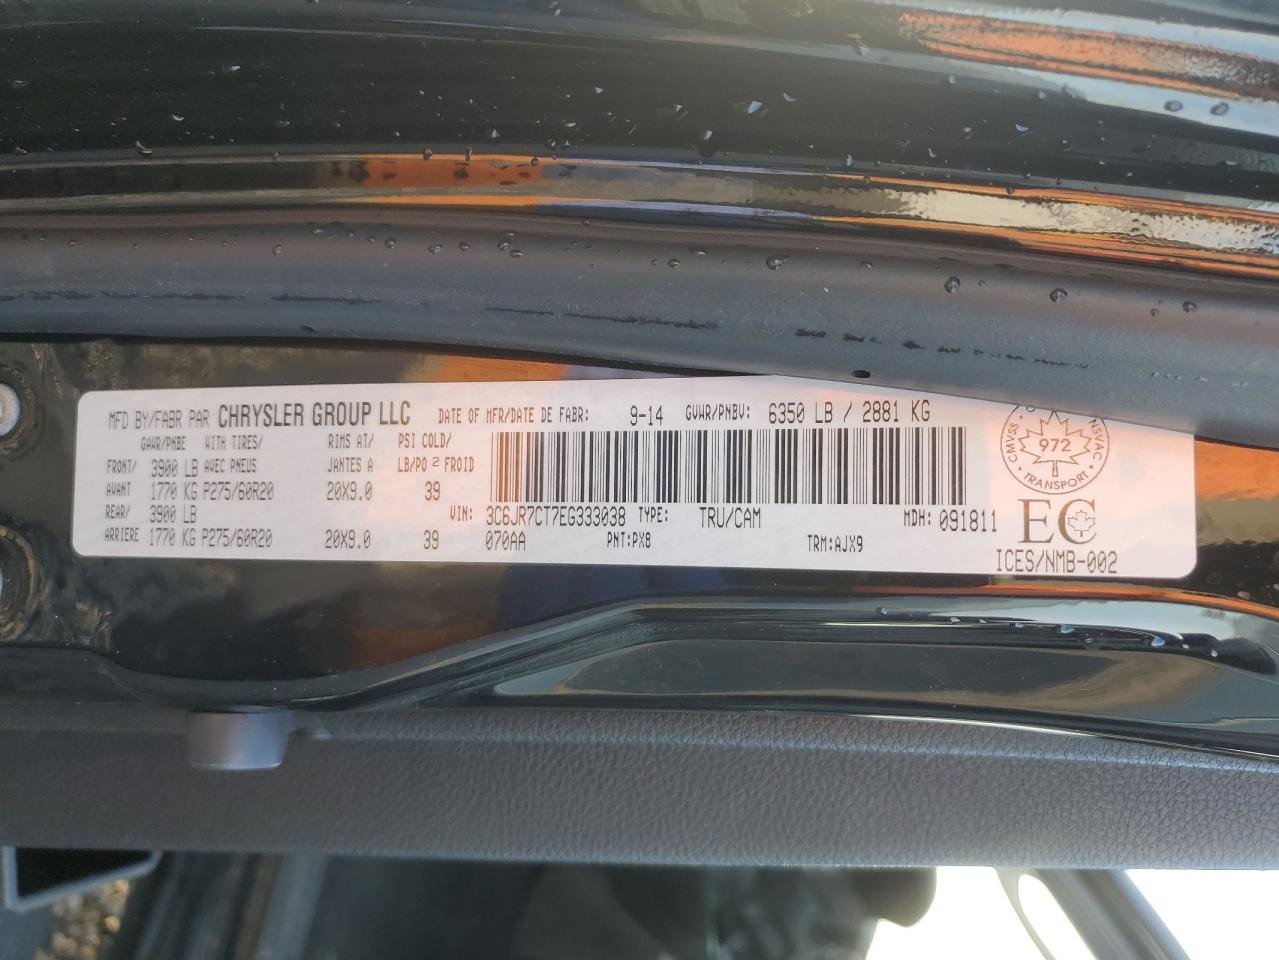 MFD BY/FABR PAR CHRYSLER GROUP LLC DATE OF MFR/DATE DE FABR: 9-14 GVWR/PNBV: 6350 LB / 2881 KG
GAWR/PNBE WITH TIRES/ RIMS AT/ PSI COLD/
FRONT/ 3900 LB AVEC PNEUS JANTES A LB/PO 2 FROID
AVANT 1770 KG P275/60R20 20X9.0 39
REAR/ 3900 LB VIN: 3C6JR7CT7EG333038 TYPE: TRU/CAM MDH: 091811
ARRIERE 1770 KG P275/60R20 20X9.0 39 070AA PNT:PX8 TRM:AJX9
CMVSS NSVAC
972
TRANSPORT
EC
ICES/NMB-002